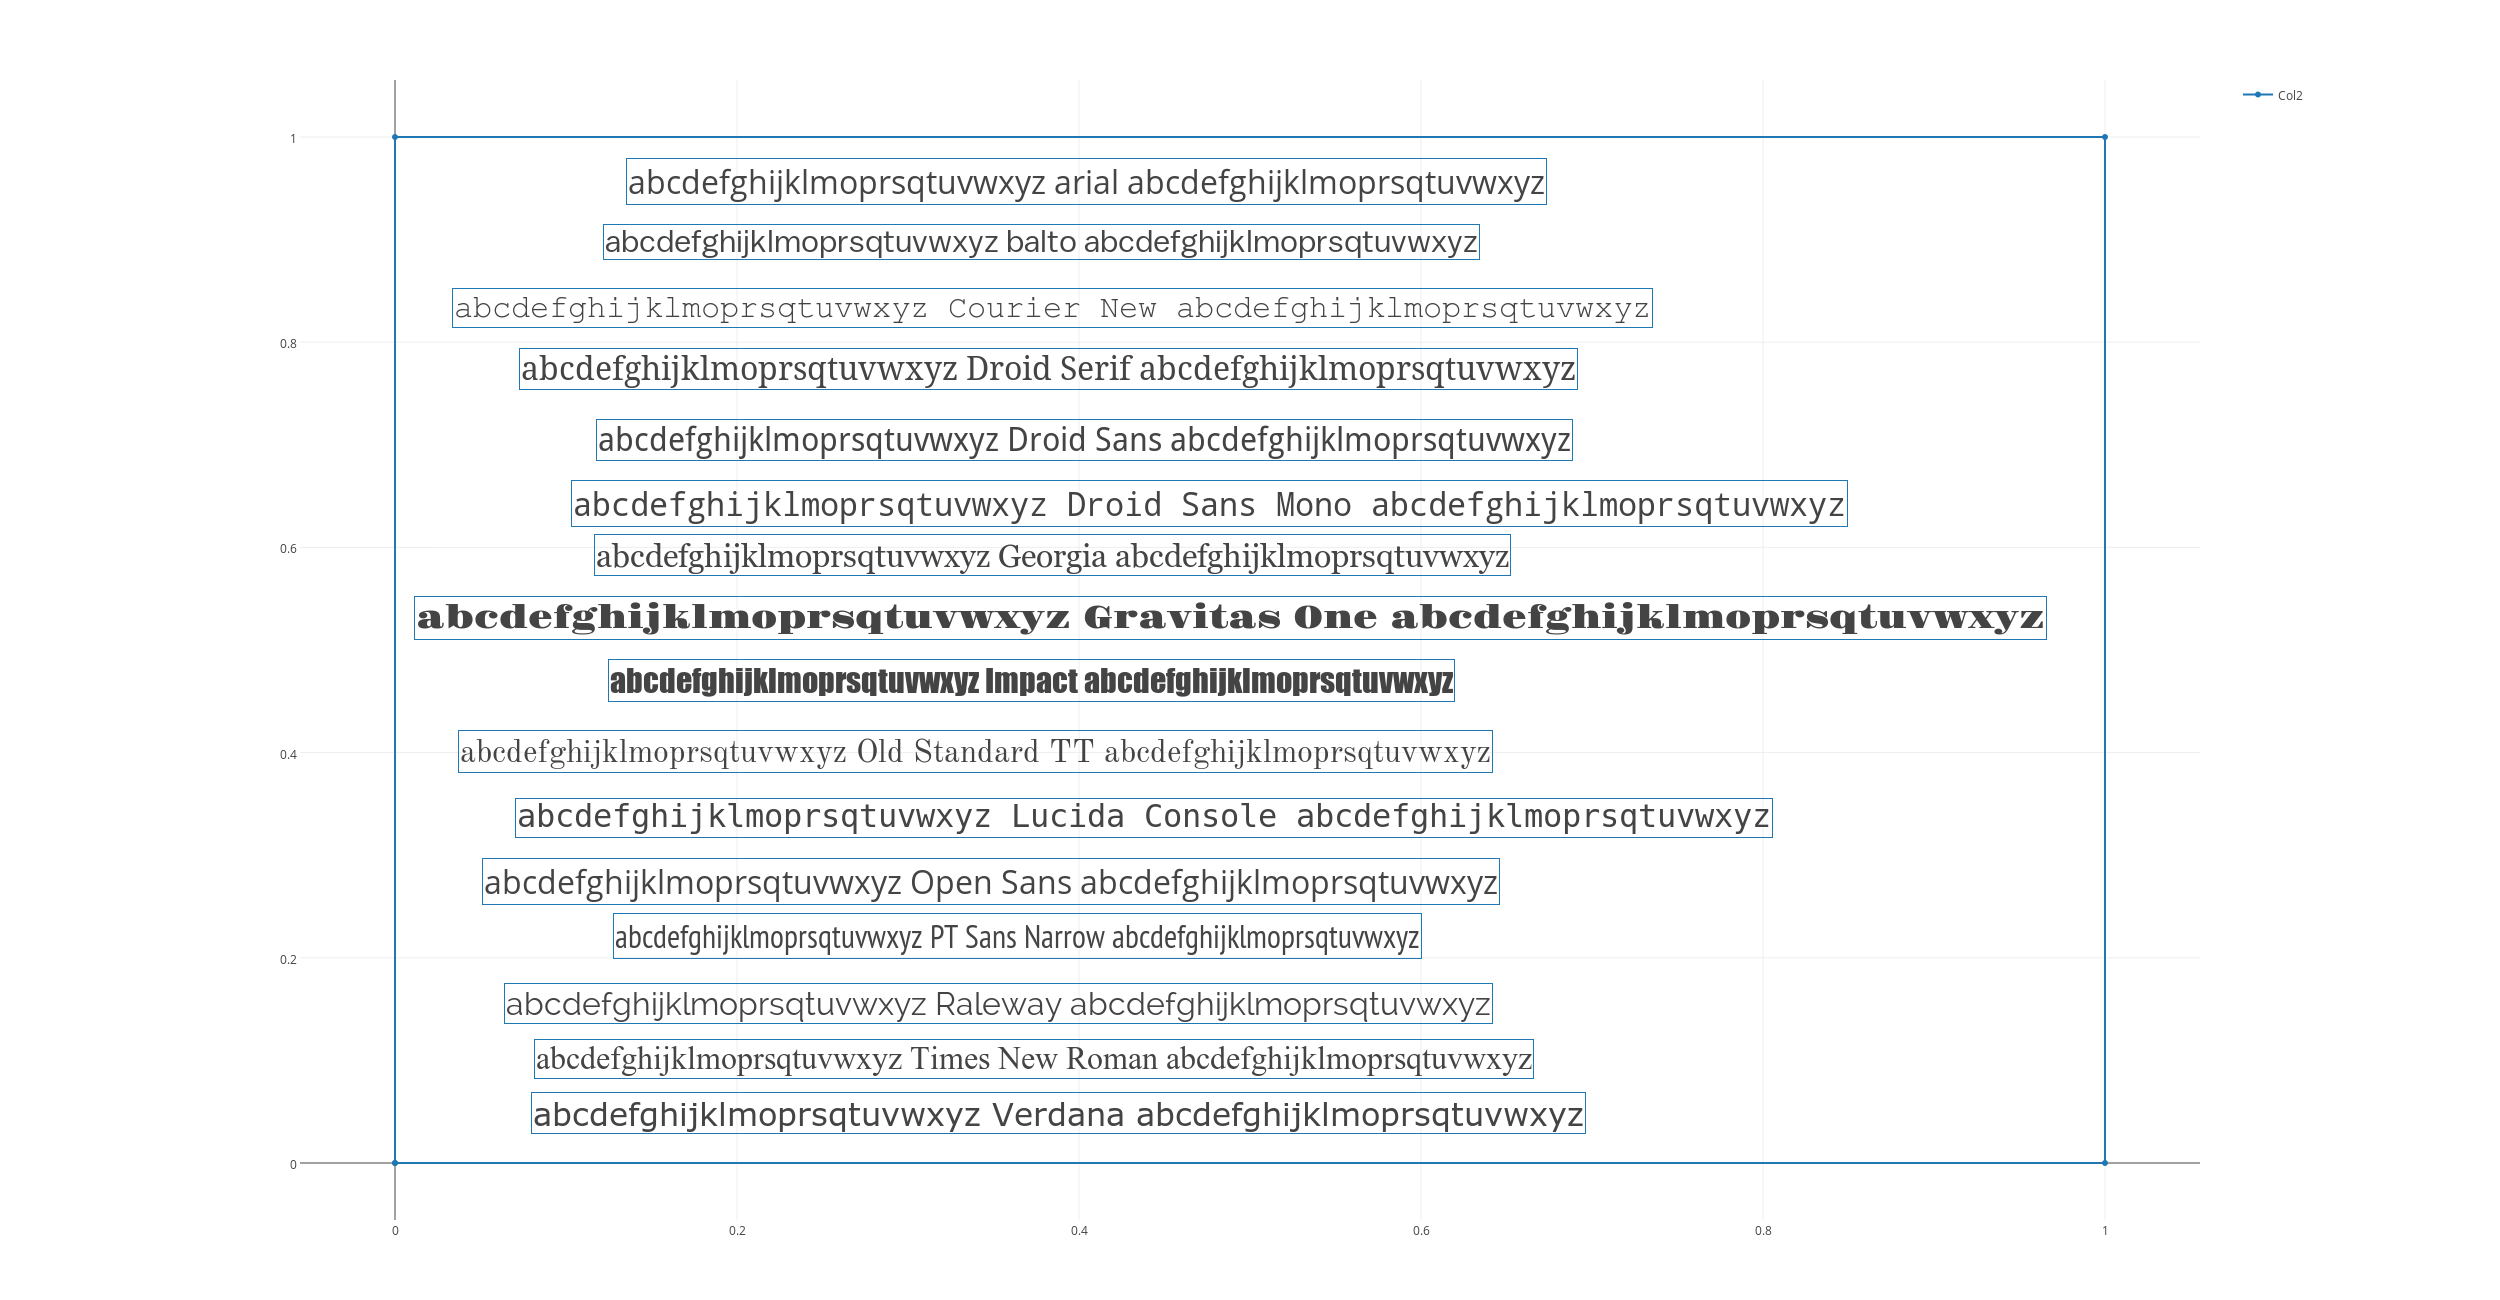 Col2
1
abcdefghijklmoprsqtuvwxyz arial abcdefghijklmoprsqtuvwxyz
abcdefghijklmoprsqtuvwxyz balto abcdefghijklmoprsqtuvwxyz
abcdefghijklmoprsqtuvwxyz Courier New abcdefghijklmoprsqtuvwxyz
0.8
abcdefghijklmoprsqtuvwxyz Droid Serif abcdefghijklmoprsqtuvwxyz
abcdefghijklmoprsqtuvwxyz Droid Sans abcdefghijklmoprsqtuvwxyz
abcdefghijklmoprsqtuvwxyz Droid Sans Mono abcdefghijklmoprsqtuvwxyz
0.6
abcdefghijklmoprsqtuvwxyz Georgia abcdefghijklmoprsqtuvwxyz
abcdefghijklmoprsqtuvwxyz Gravitas One abcdefghijklmoprsqtuvwxyz
abcdefghijklmoprsqtuvwxyz Impact abcdefghijklmoprsqtuvwxyz
abcdefghijklmoprsqtuvwxyz Old Standard TT abcdefghijklmoprsqtuvwxyz
0.4
abcdefghijklmoprsqtuvwxyz Lucida Console abcdefghijklmoprsqtuvwxyz
abcdefghijklmoprsqtuvwxyz Open Sans abcdefghijklmoprsqtuvwxyz
abcdefghijklmoprsqtuvwxyz PT Sans Narrow abcdefghijklmoprsqtuvwxyz
0.2
abcdefghijklmoprsqtuvwxyz Raleway abcdefghijklmoprsqtuvwxyz
abcdefghijklmoprsqtuvwxyz Times New Roman abcdefghijklmoprsqtuvwxyz
abcdefghijklmoprsqtuvwxyz Verdana abcdefghijklmoprsqtuvwxyz
0
0 0.2 0.4 0.6 0.8 1